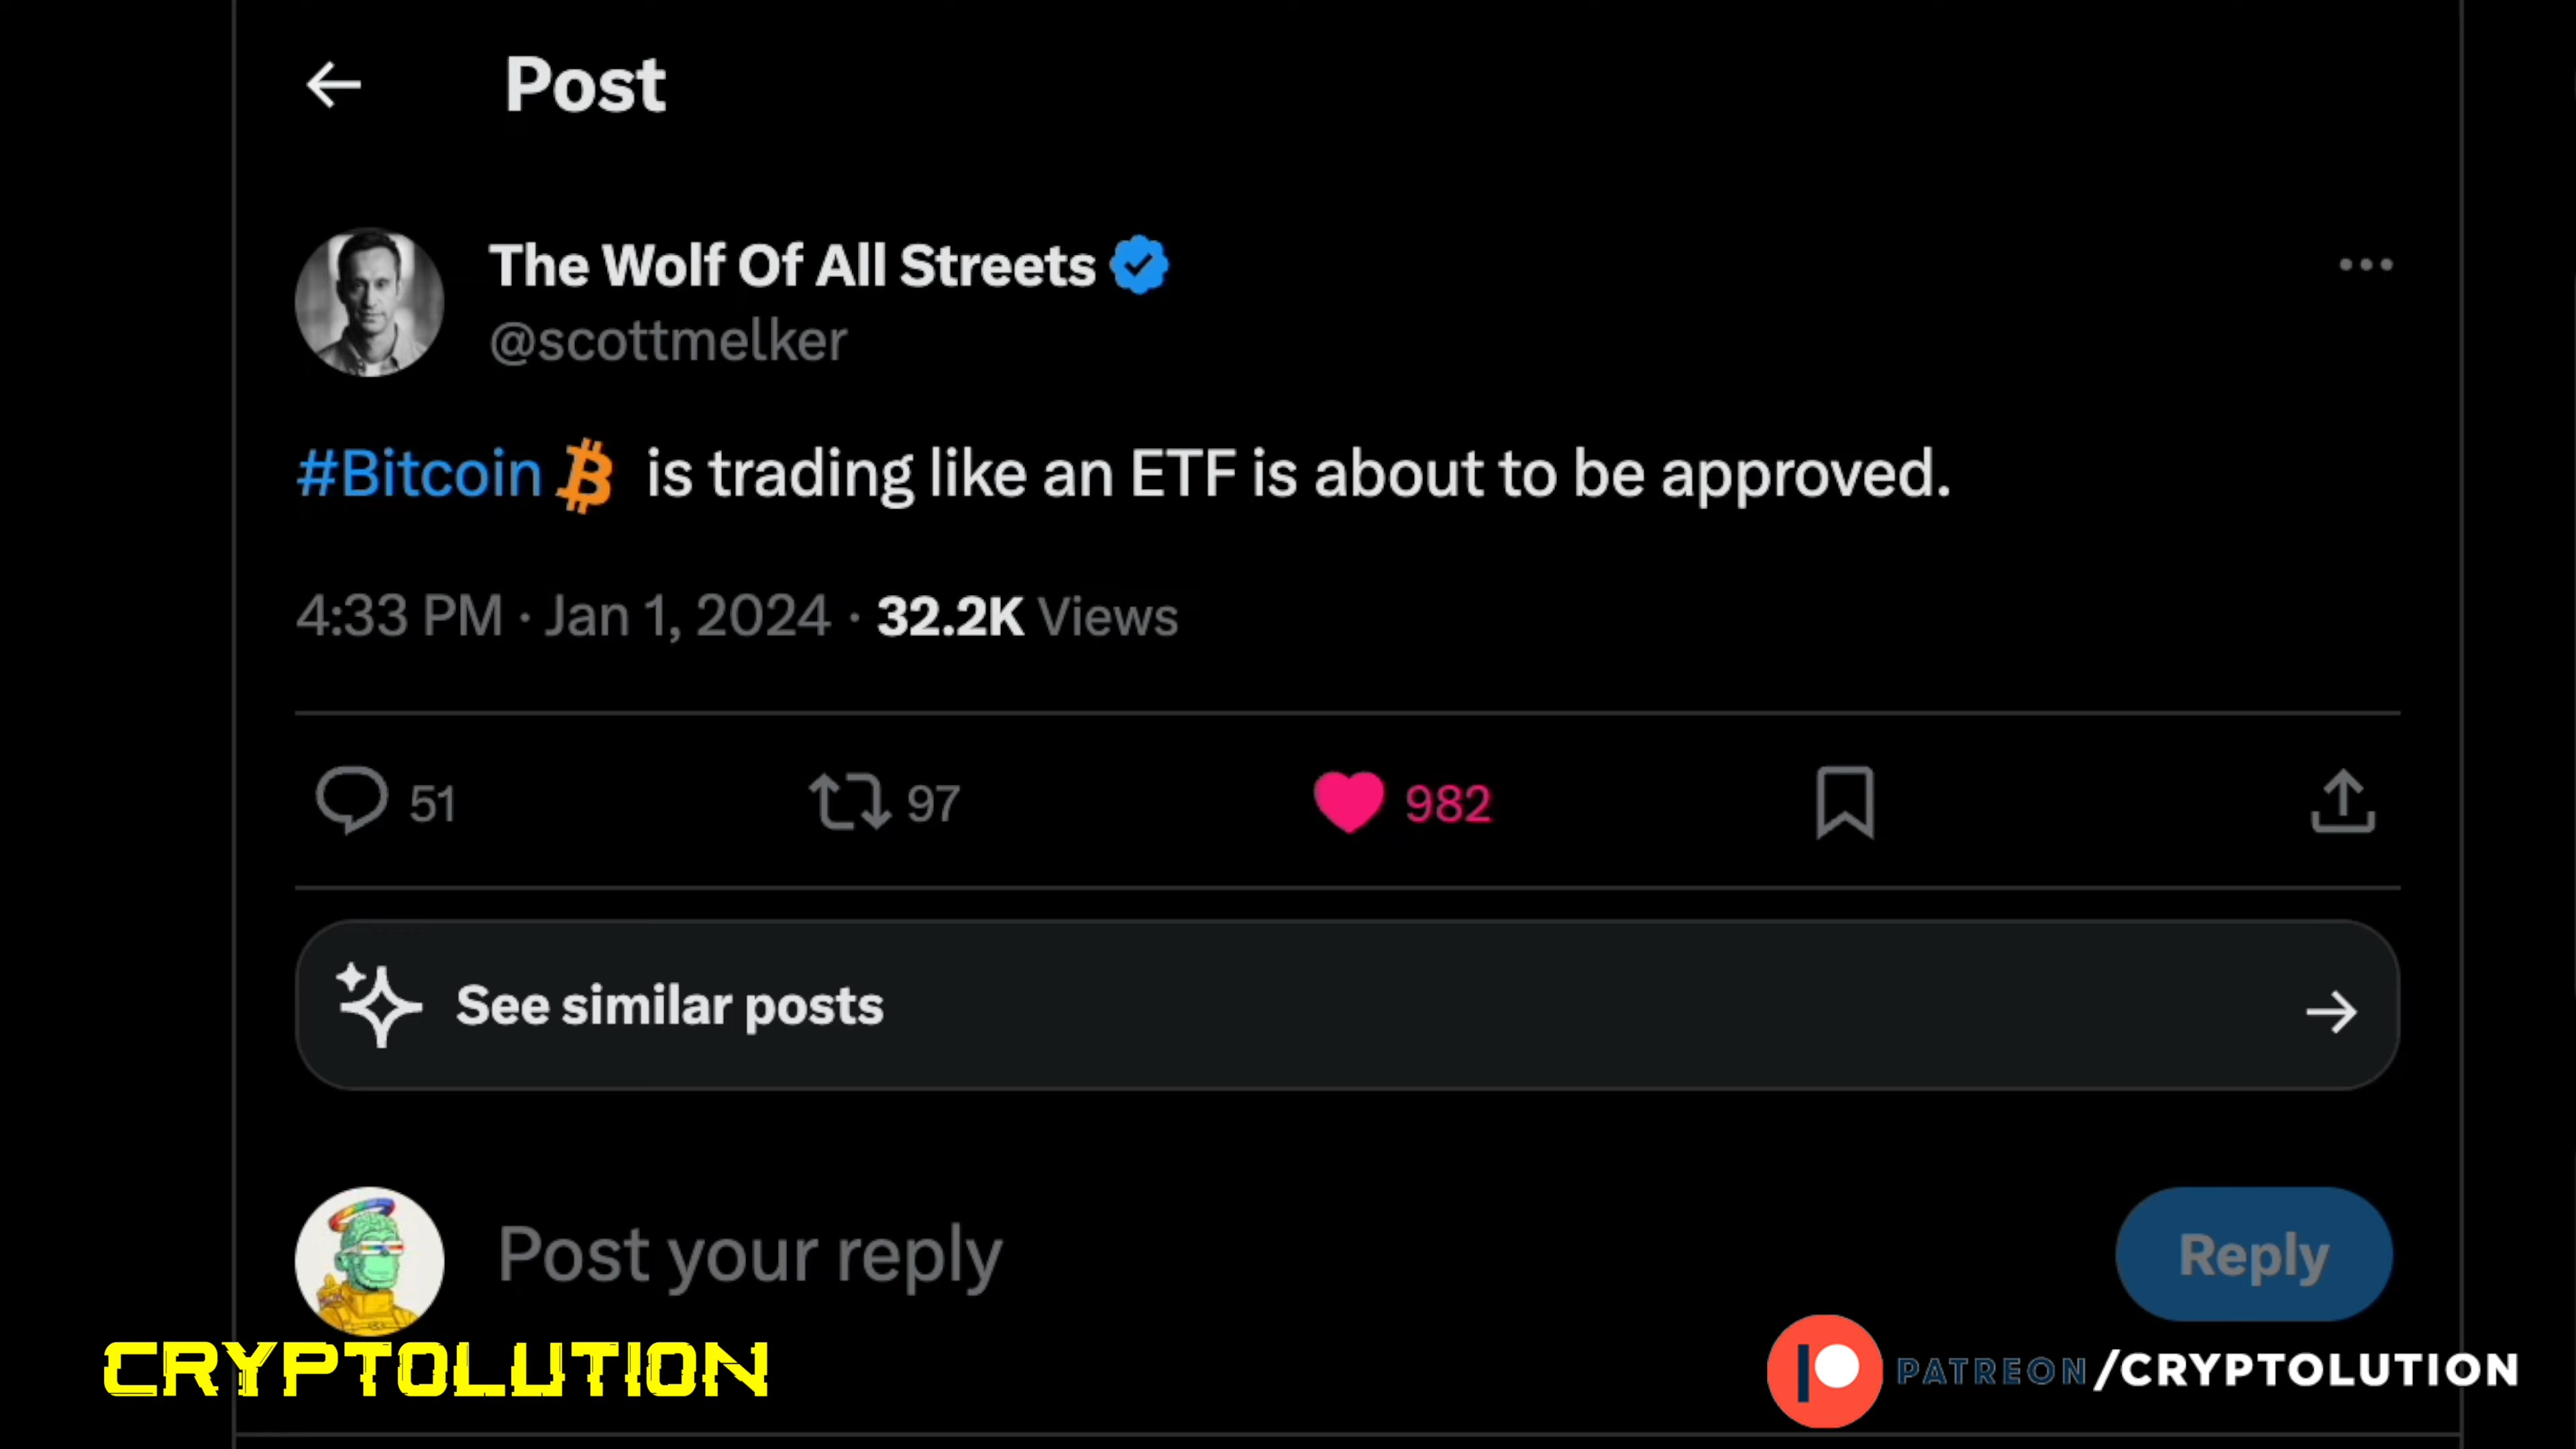 Post
The Wolf Of All Streets
@scottmelker
#Bitcoin is trading like an ETF is about to be approved.
4:33 PM · Jan 1, 2024 · 32.2K Views
51 97 982
See similar posts
Post your reply Reply
CRYPTOLUTION
PATREON/CRYPTOLUTION